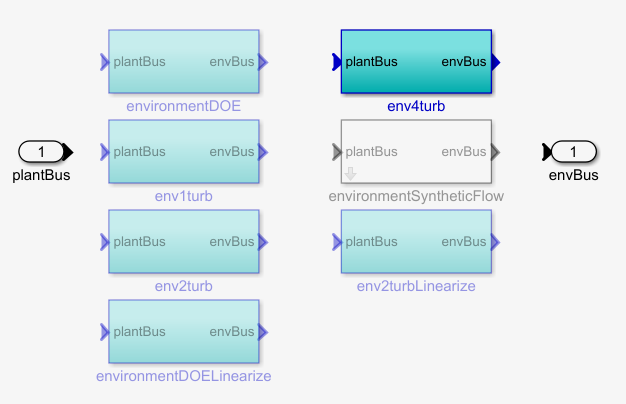 plantBus envBus
environmentDOE
plantBus envBus
env4turb
1
plantBus
plantBus envBus
env1turb
plantBus envBus
environmentSyntheticFlow
1
envBus
plantBus envBus
env2turb
plantBus envBus
env2turbLinearize
plantBus envBus
environmentDOELinearize